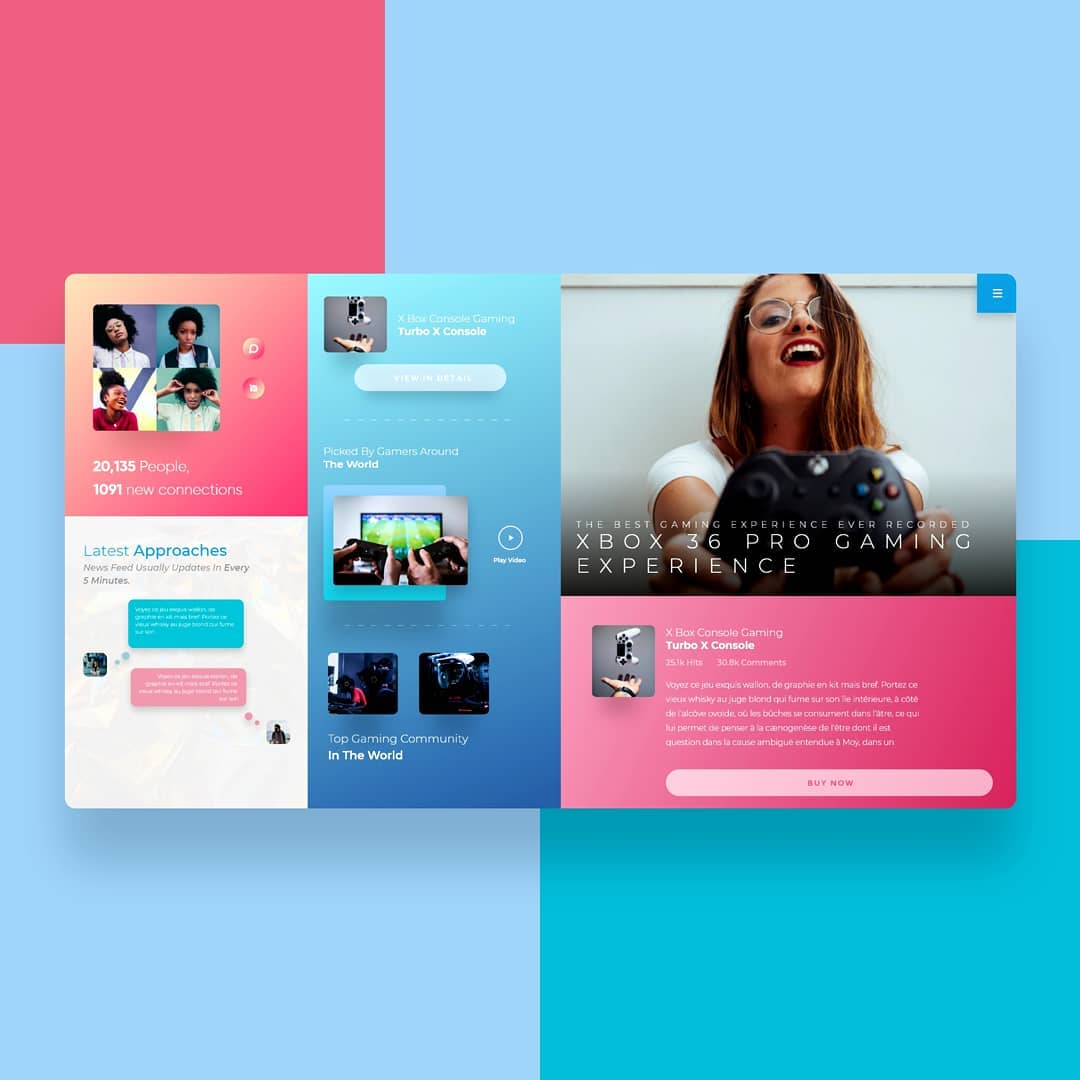 20,135 People,
1091 new connections
Latest Approaches
News Feed Usually Updates In Every
5 Minutes.
Voyez ce jeu exquis wallon, de
graphie en kit mais bref. Portez ce
vieux whisky au juge blond qui fume
sur son
Voyez ce jeu exquis wallon, de
graphie en kit mais bref. Portez ce
vieux whisky au juge blond qui fume
sur son
X Box Console Gaming
Turbo X Console
VIEW IN DETAIL
Picked By Gamers Around
The World
Play Video
Top Gaming Community
In The World
THE BEST GAMING EXPERIENCE EVER RECORDED
XBOX 36 PRO GAMING
EXPERIENCE
X Box Console Gaming
Turbo X Console
25.1k Hits 30.8k Comments
Voyez ce jeu exquis wallon, de graphie en kit mais bref. Portez ce
vieux whisky au juge blond qui fume sur son île intérieure, à côté
de l'alcôve ovoïde, où les bûches se consument dans l'âtre, ce qui
lui permet de penser à la cænogenèse de l'être dont il est
question dans la cause ambiguë entendue à Moy, dans un
BUY NOW